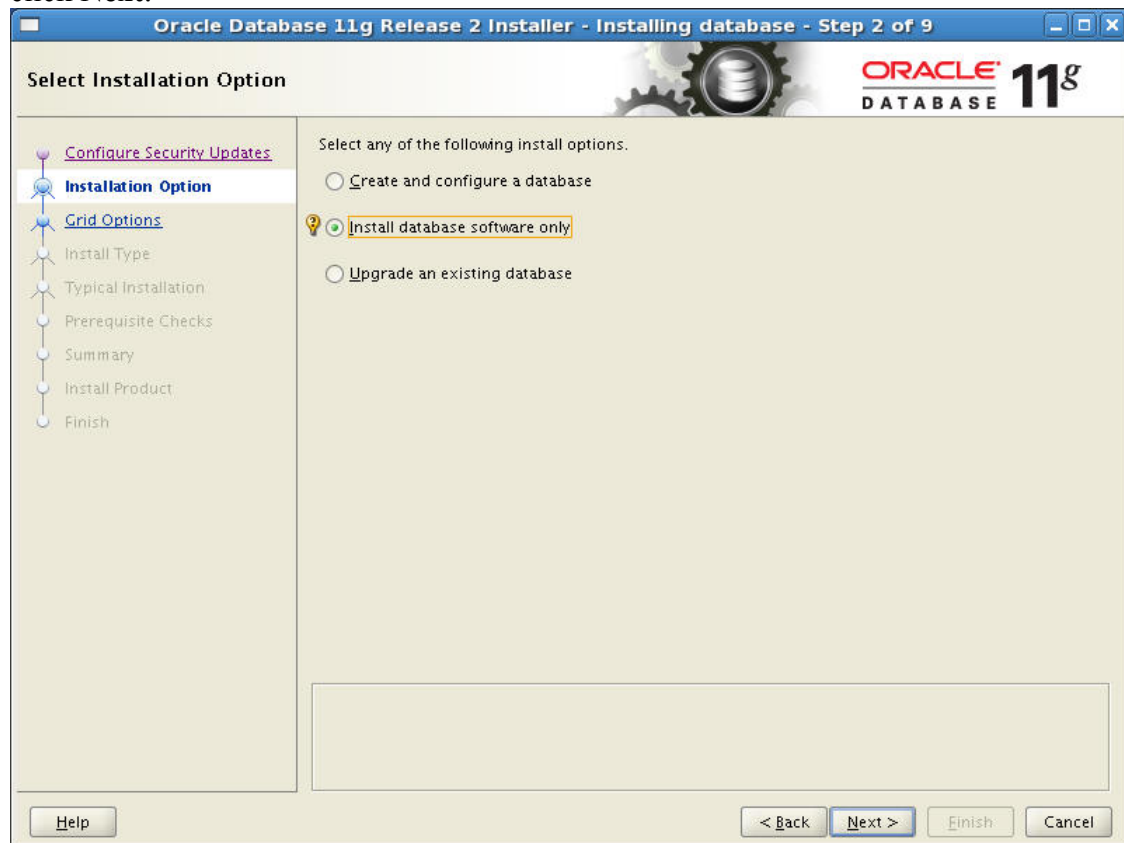 Oracle Database 11g Release 2 Installer - Installing database - Step 2 of 9
Select Installation Option
ORACLE
DATABASE
11g
Configure Security Updates
Installation Option
Grid Options
Install Type
Typical Installation
Prerequisite Checks
Summary
Install Product
Finish
Select any of the following install options.
Create and configure a database
Install database software only
Upgrade an existing database
Help
< Back
Next >
Finish
Cancel